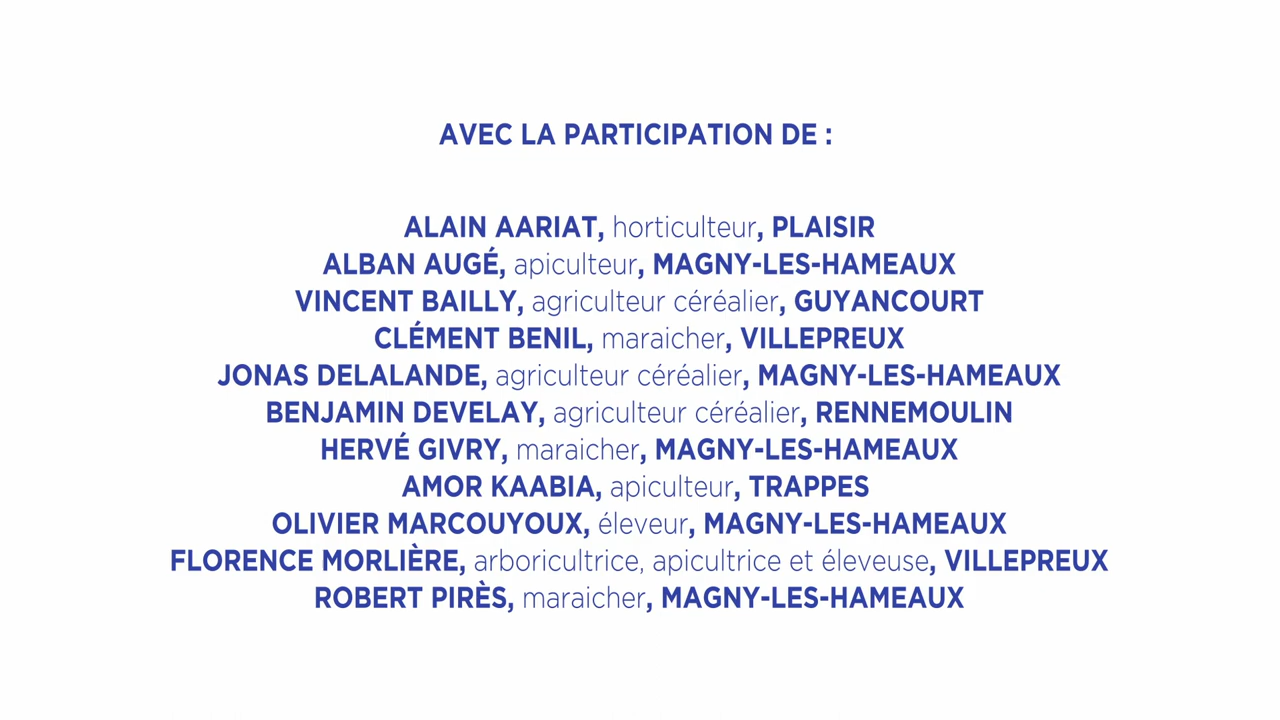 AVEC LA PARTICIPATION DE :
ALAIN AARIAT, horticulteur, PLAISIR
ALBAN AUGÉ, apiculteur, MAGNY-LES-HAMEAUX
VINCENT BAILLY, agriculteur céréalier, GUYANCOURT
CLÉMENT BENIL, maraicher, VILLEPREUX
JONAS DELALANDE, agriculteur céréalier, MAGNY-LES-HAMEAUX
BENJAMIN DEVELAY, agriculteur céréalier, RENNEMOULIN
HERVÉ GIVRY, maraicher, MAGNY-LES-HAMEAUX
AMOR KAABIA, apiculteur, TRAPPES
OLIVIER MARCOUYOUX, éleveur, MAGNY-LES-HAMEAUX
FLORENCE MORLIÈRE, arboricultrice, apicultrice et éleveuse, VILLEPREUX
ROBERT PIRÈS, maraicher, MAGNY-LES-HAMEAUX